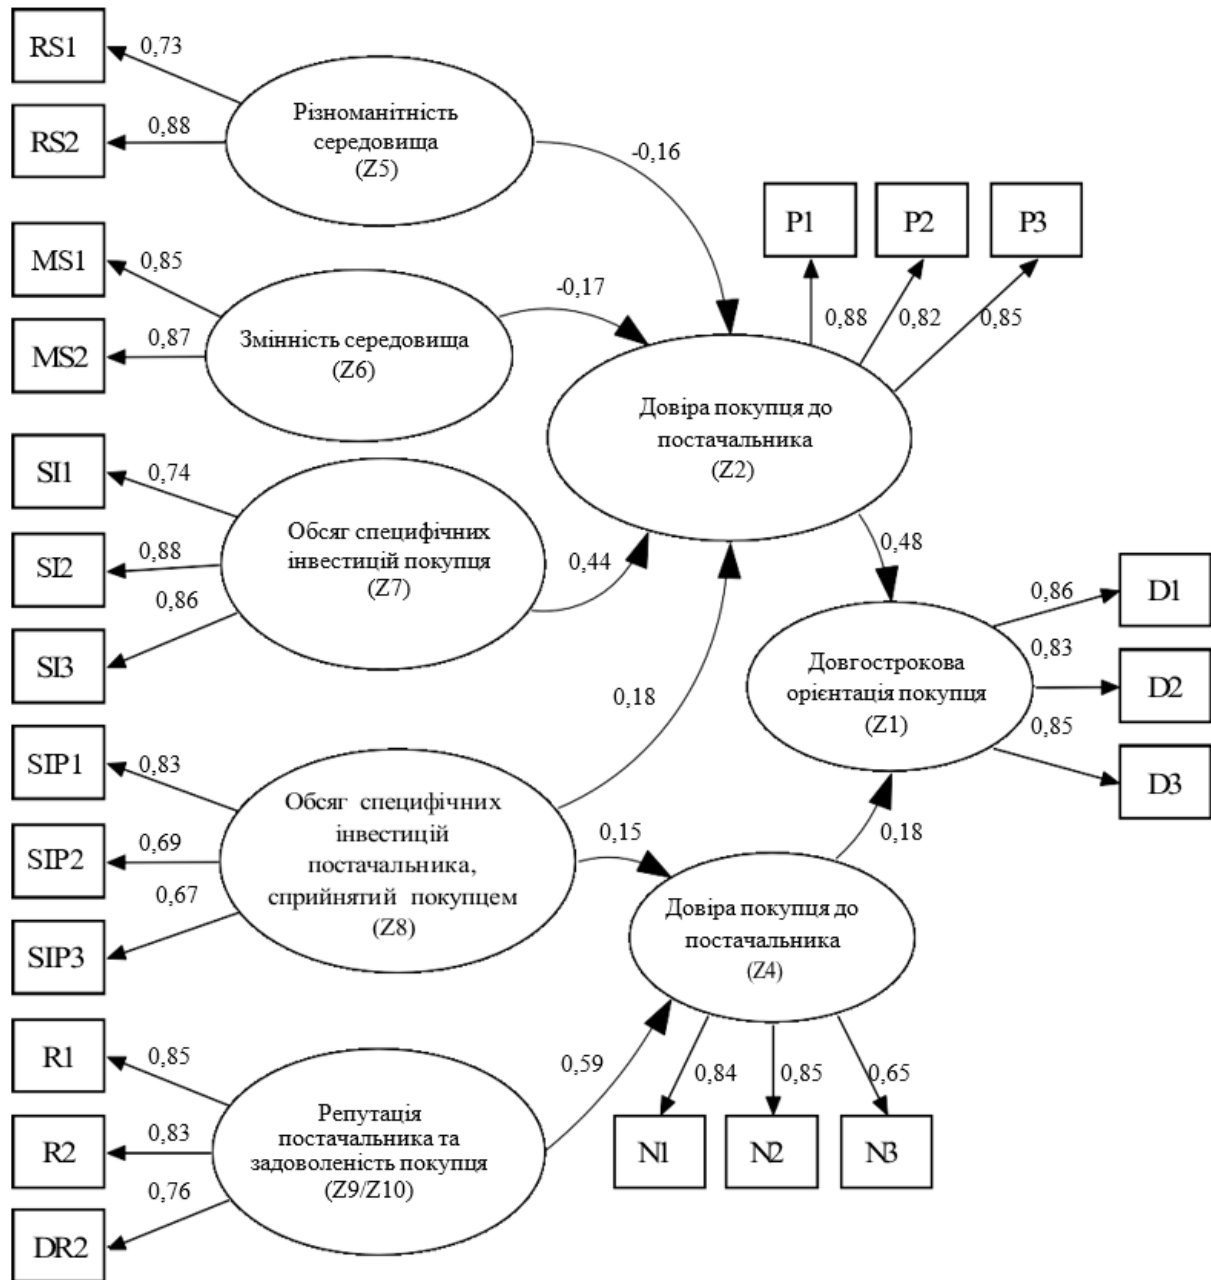 RS1
0,73
RS2
0,88
Різноманітність
середовища
(Z5)
-0,16
MS1
0,85
MS2
0,87
Змінність середовища
(Z6)
-0,17
P1
P2
P3
0,88
0,82
0,85
Довіра покупця до
постачальника
(Z2)
SI1
0,74
SI2
0,88
SI3
0,86
Обсяг специфічних
інвестицій покупця
(Z7)
0,44
0,48
0,18
Довгострокова
орієнтація покупця
(Z1)
0,86
D1
0,83
D2
0,85
D3
SIP1
0,83
SIP2
0,69
SIP3
0,67
Обсяг специфічних
інвестицій
постачальника,
сприйнятий покупцем
(Z8)
0,15
0,18
Довіра покупця до
постачальника
(Z4)
R1
0,85
R2
0,83
DR2
0,76
Репутація
постачальника та
задоволеність покупця
(Z9/Z10)
0,59
0,84
0,85
0,65
N1
N2
N3